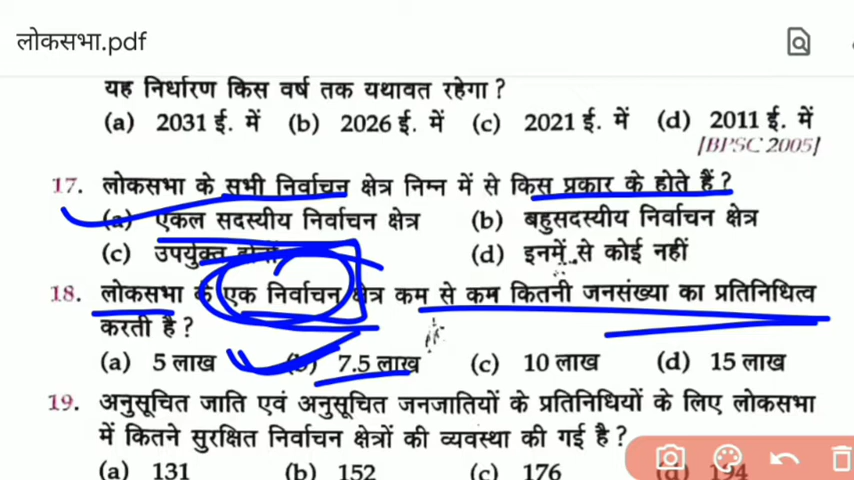 लोकसभा.pdf
यह निर्धारण किस वर्ष तक यथावत रहेगा ?
(a) 2031 ई. में (b) 2026 ई. में (c) 2021 ई. में (d) 2011 ई. में
[BPSC 2005]
17. लोकसभा के सभी निर्वाचन क्षेत्र निम्न में से किस प्रकार के होते हैं ?
(a) एकल सदस्यीय निर्वाचन क्षेत्र (b) बहुसदस्यीय निर्वाचन क्षेत्र
(c) उपर्युक्त दोनों (d) इनमें से कोई नहीं
18. लोकसभा के एक निर्वाचन क्षेत्र कम से कम कितनी जनसंख्या का प्रतिनिधित्व
करती है ?
(a) 5 लाख (b) 7.5 लाख (c) 10 लाख (d) 15 लाख
19. अनुसूचित जाति एवं अनुसूचित जनजातियों के प्रतिनिधियों के लिए लोकसभा
में कितने सुरक्षित निर्वाचन क्षेत्रों की व्यवस्था की गई है ?
(a) 131 (b) 152 (c) 176 (d) 194